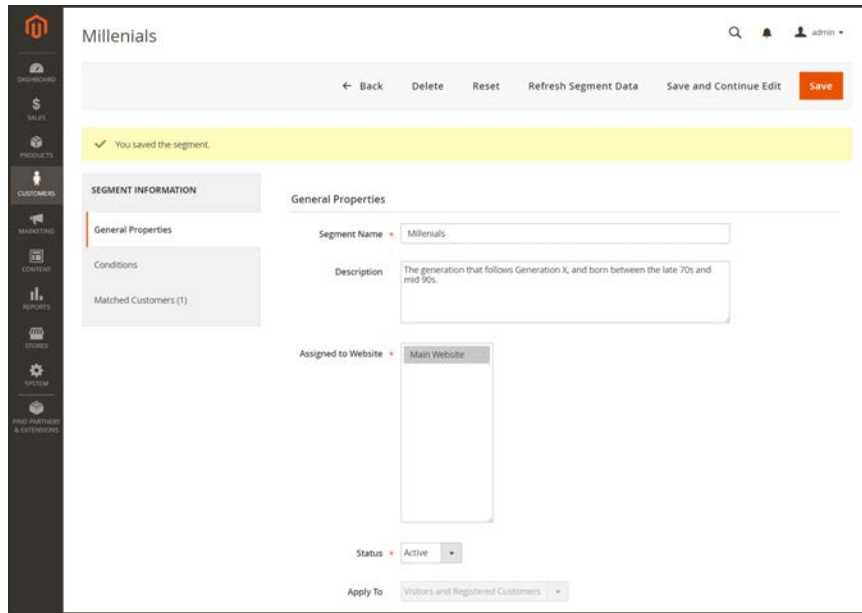 Millenials
admin
← Back Delete Reset Refresh Segment Data Save and Continue Edit Save
You saved the segment.
DASHBOARD
SALES
PRODUCTS
CUSTOMERS
MARKETING
CONTENT
REPORTS
STORES
SYSTEM
FIND PARTNERS
& EXTENSIONS
SEGMENT INFORMATION
General Properties
Conditions
Matched Customers (1)
General Properties
Segment Name * Millenials
Description The generation that follows Generation X, and born between the late 70s and
mid 90s.
Assigned to Website * Main Website
Status * Active
Apply To Visitors and Registered Customers